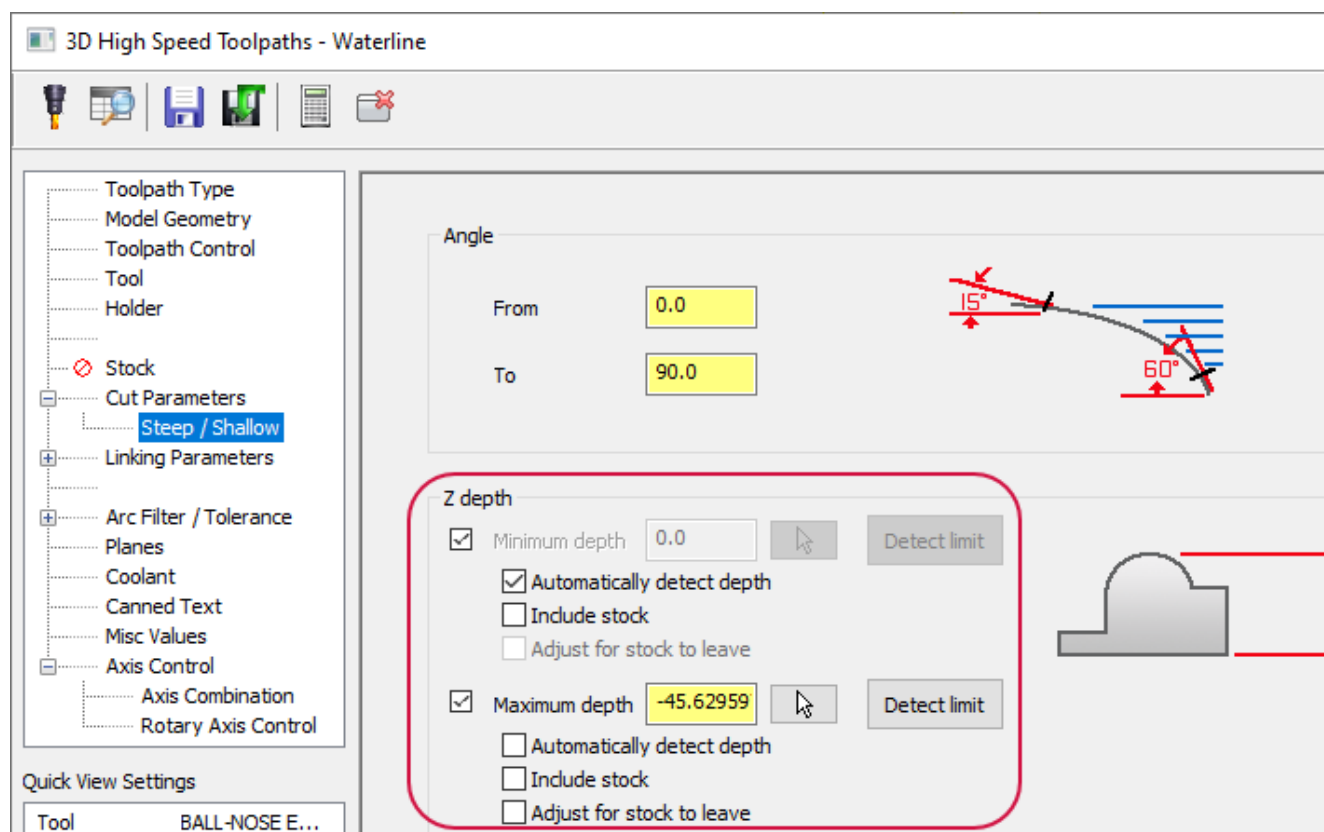 3D High Speed Toolpaths - Waterline
Toolpath Type
Model Geometry
Toolpath Control
Tool
Holder
Stock
Cut Parameters
Steep / Shallow
Linking Parameters
Arc Filter / Tolerance
Planes
Coolant
Canned Text
Misc Values
Axis Control
Axis Combination
Rotary Axis Control
Quick View Settings
Tool BALL-NOSE E...
Angle
From 0.0
To 90.0
15°
60°
Z depth
Minimum depth 0.0 Detect limit
Automatically detect depth
Include stock
Adjust for stock to leave
Maximum depth -45.62959 Detect limit
Automatically detect depth
Include stock
Adjust for stock to leave